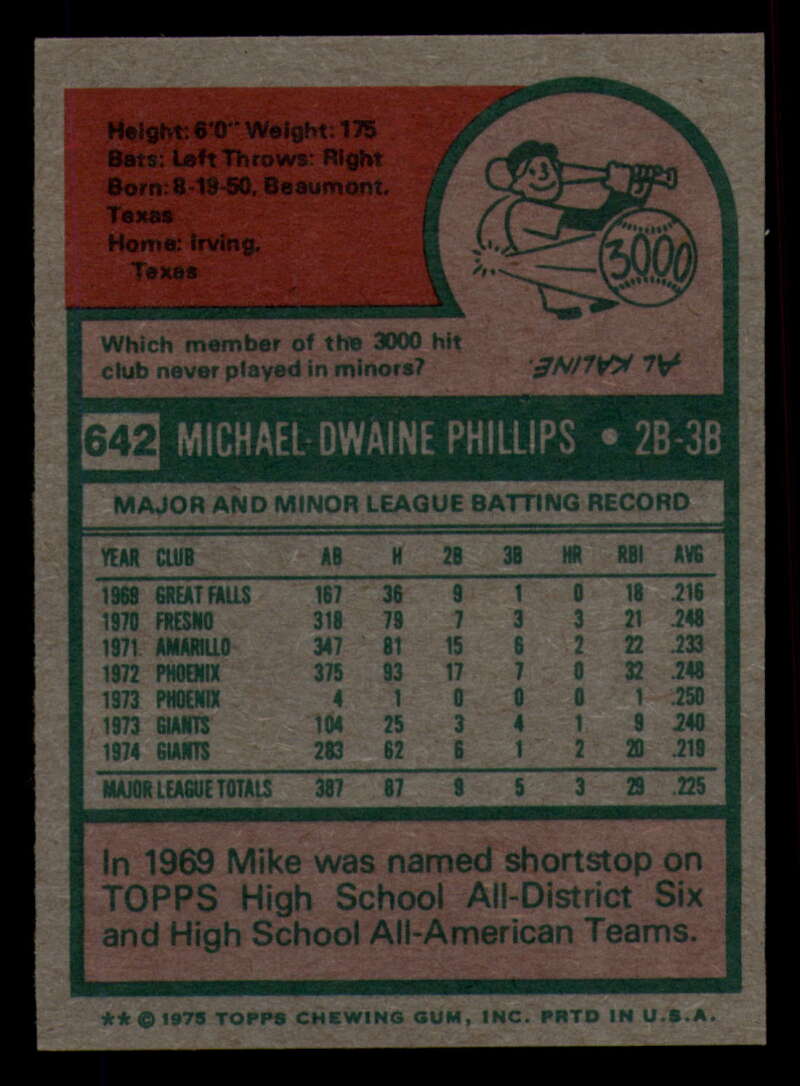 Height: 6'0" Weight: 175
Bats: Left Throws: Right
Born: 8-19-50, Beaumont,
Texas
Home: Irving,
Texas
3000
Which member of the 3000 hit
club never played in minors?
AL KALINE.
642 MICHAEL-DWAINE PHILLIPS • 2B-3B
MAJOR AND MINOR LEAGUE BATTING RECORD
YEAR CLUB AB H 2B 3B HR RBI AVG
1969 GREAT FALLS 167 36 9 1 0 18 .216
1970 FRESNO 318 79 7 3 3 21 .248
1971 AMARILLO 347 81 15 6 2 22 .233
1972 PHOENIX 375 93 17 7 0 32 .248
1973 PHOENIX 4 1 0 0 0 1 .250
1973 GIANTS 104 25 3 4 1 9 .240
1974 GIANTS 283 62 6 1 2 20 .219
MAJOR LEAGUE TOTALS 387 87 9 5 3 29 .225
In 1969 Mike was named shortstop on
TOPPS High School All-District Six
and High School All-American Teams.
** © 1975 TOPPS CHEWING GUM, INC. PRTD IN U.S.A.